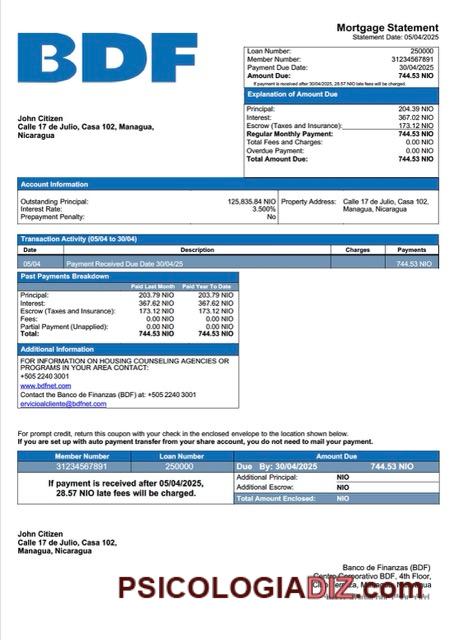 Mortgage Statement
Statement Date: 05/04/2025
BDF
Loan Number: 250000
Member Number: 31234567891
Payment Due Date: 30/04/2025
Amount Due: 744.53 NIO
If payment is received after 30/04/2025, 28.57 NIO late fees will be charged.
Explanation of Amount Due
Principal: 204.39 NIO
Interest: 367.02 NIO
Escrow (Taxes and Insurance): 173.12 NIO
Regular Monthly Payment: 744.53 NIO
Total Fees and Charges: 0.00 NIO
Overdue Payment: 0.00 NIO
Total Amount Due: 744.53 NIO
John Citizen
Calle 17 de Julio, Casa 102, Managua,
Nicaragua
Account Information
Outstanding Principal: 125,835.84 NIO
Interest Rate: 3.500%
Prepayment Penalty: No
Property Address: Calle 17 de Julio, Casa 102,
Managua, Nicaragua
Transaction Activity (05/04 to 30/04)
Date Description Charges Payments
05/04 Payment Received Due Date 30/04/25 744.53 NIO
Past Payments Breakdown
Paid Last Month Paid Year To Date
Principal: 203.79 NIO 203.79 NIO
Interest: 367.62 NIO 367.62 NIO
Escrow (Taxes and Insurance): 173.12 NIO 173.12 NIO
Fees: 0.00 NIO 0.00 NIO
Partial Payment (Unapplied): 0.00 NIO 0.00 NIO
Total: 744.53 NIO 744.53 NIO
Additional Information
FOR INFORMATION ON HOUSING COUNSELING AGENCIES OR
PROGRAMS IN YOUR AREA CONTACT:
+505 2240 3001
www.bdfnet.com
Contact the Banco de Finanzas (BDF) at: +505 2240 3001
ervicioalcliente@bdfnet.com
For prompt credit, return this coupon with your check in the enclosed envelope to the location shown below.
If you are set up with auto payment transfer from your share account, you do not need to mail your payment.
Member Number Loan Number Amount Due
31234567891 250000 Due By: 30/04/2025 744.53 NIO
If payment is received after 05/04/2025,
28.57 NIO late fees will be charged.
Additional Principal: NIO
Additional Escrow: NIO
Total Amount Enclosed: NIO
John Citizen
Calle 17 de Julio, Casa 102,
Managua, Nicaragua
Banco de Finanzas (BDF)
Centro Corporativo BDF, 4th Floor,
PSICOLOGIADIZ.com